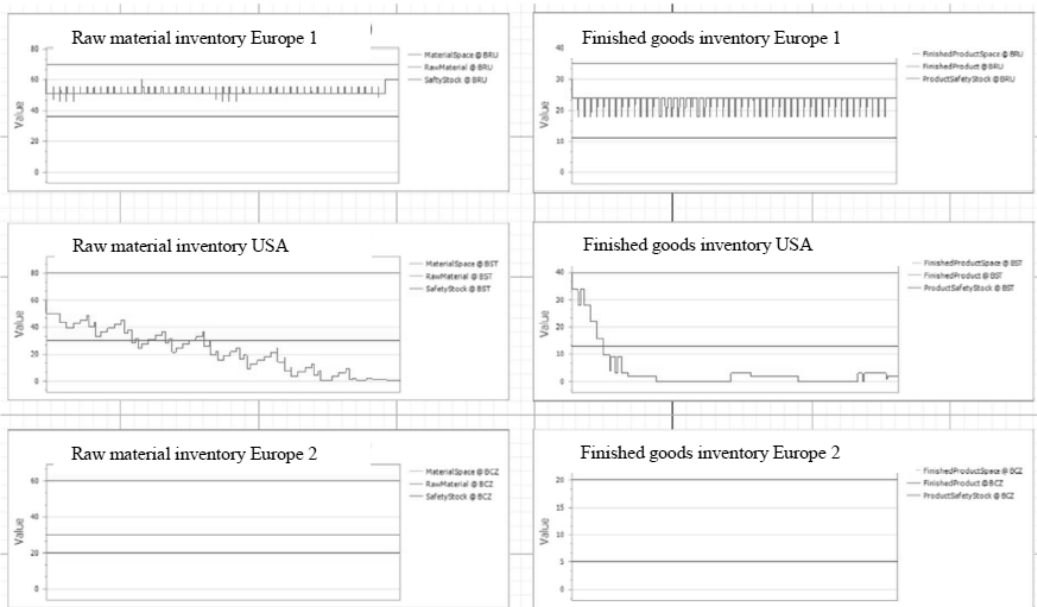 Raw material inventory Europe 1
MaterialSpace @ BRU
RawMaterial @ BRU
SaftyStock @ BRU
Value
80
60
40
20
0
Finished goods inventory Europe 1
FinishedProductSpace @ BRU
FinishedProduct @ BRU
ProductSafetyStock @ BRU
Value
40
30
20
10
0
Raw material inventory USA
MaterialSpace @ BST
RawMaterial @ BST
SafetyStock @ BST
Value
80
60
40
20
0
Finished goods inventory USA
FinishedProductSpace @ BST
FinishedProduct @ BST
ProductSafetyStock @ BST
Value
40
30
20
10
0
Raw material inventory Europe 2
MaterialSpace @ BCZ
RawMaterial @ BCZ
SafetyStock @ BCZ
Value
60
40
20
0
Finished goods inventory Europe 2
FinishedProductSpace @ BCZ
FinishedProduct @ BCZ
ProductSafetyStock @ BCZ
Value
20
15
10
5
0